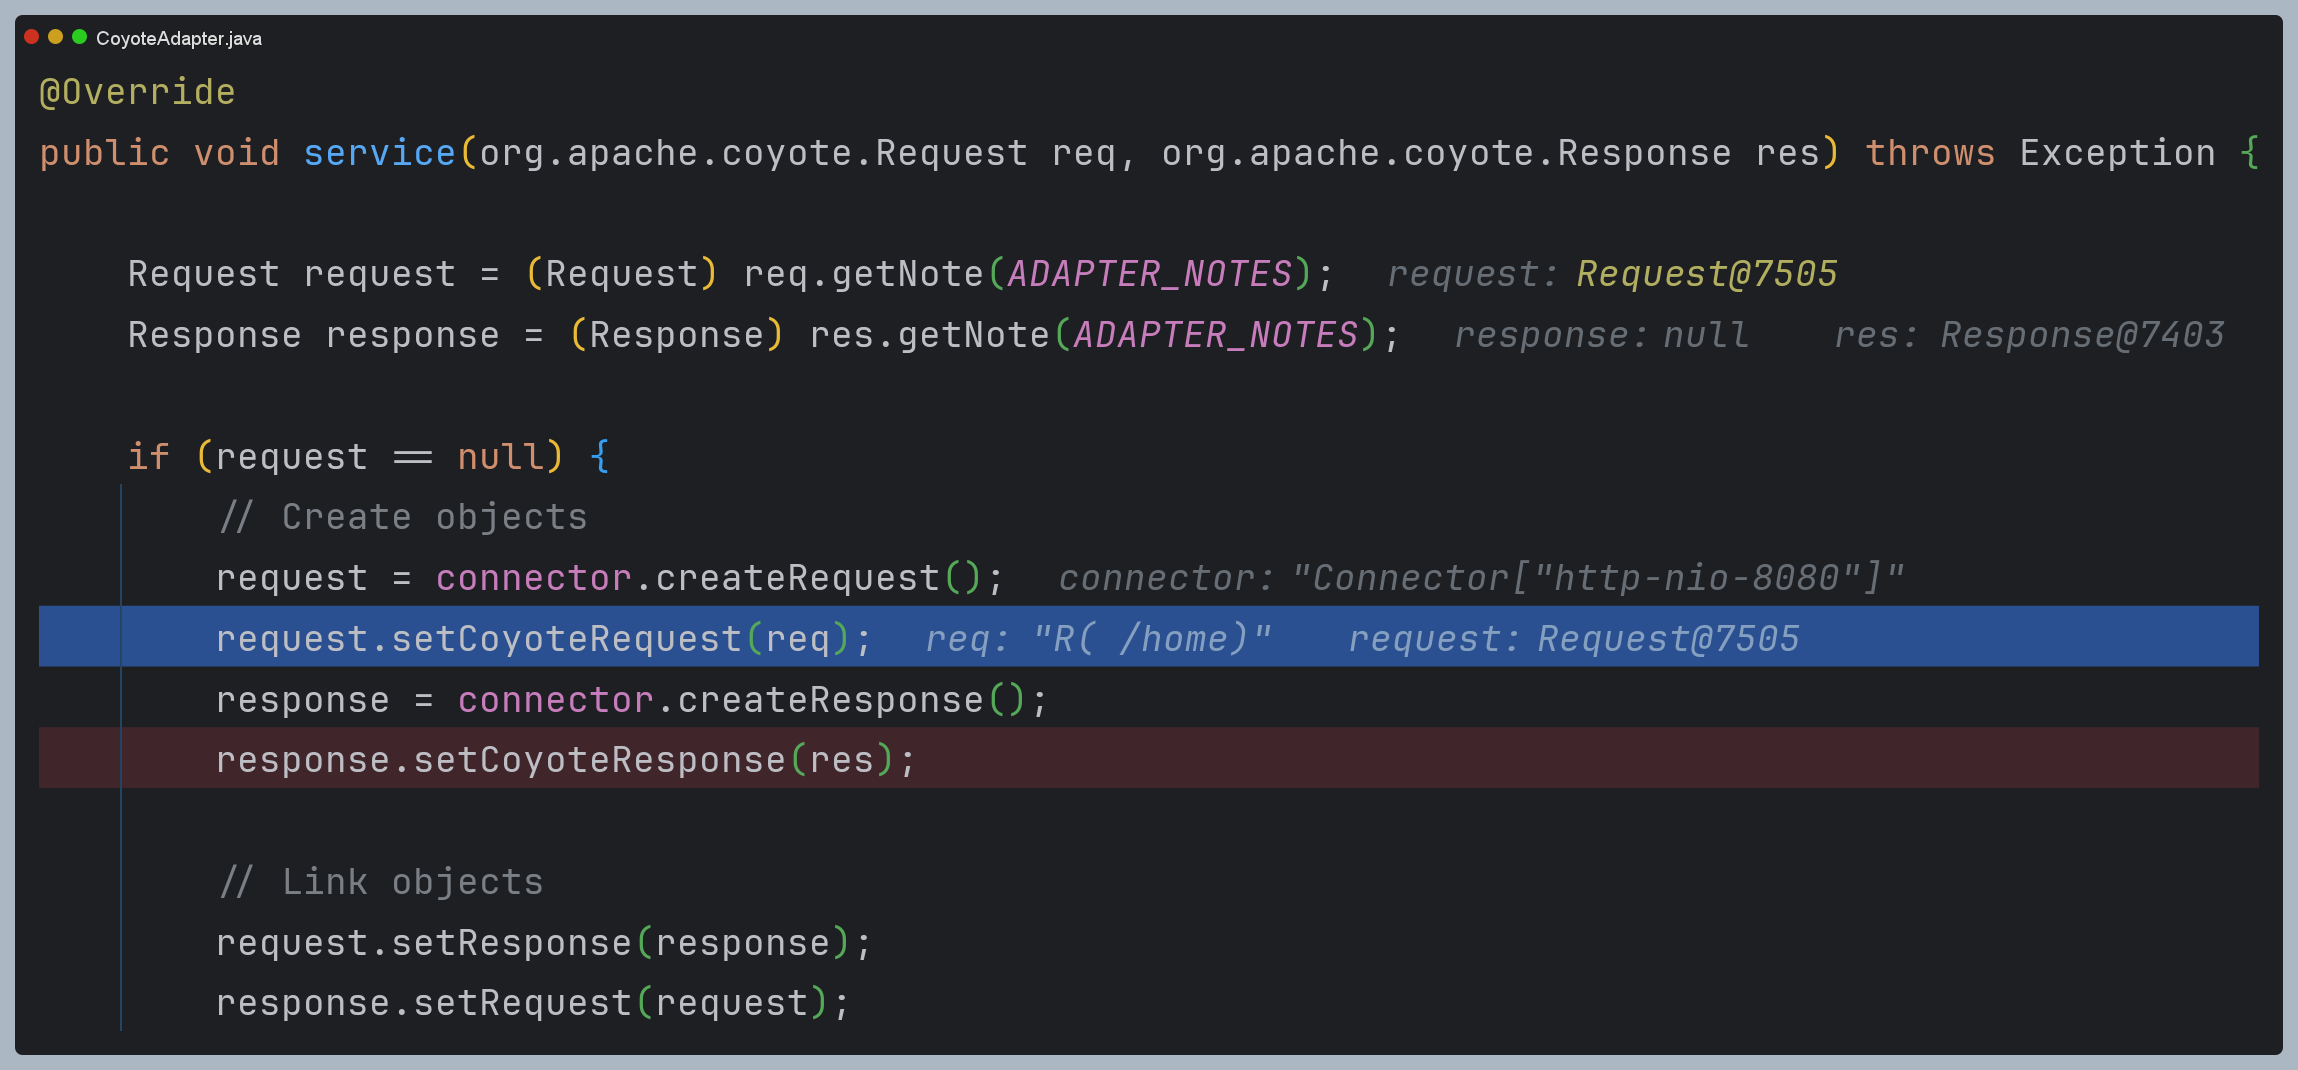 CoyoteAdapter.java
@Override
public void service(org.apache.coyote.Request req, org.apache.coyote.Response res) throws Exception {
Request request = (Request) req.getNote(ADAPTER_NOTES); request: Request@7505
Response response = (Response) res.getNote(ADAPTER_NOTES); response: null res: Response@7403
if (request == null) {
// Create objects
request = connector.createRequest(); connector: "Connector["http-nio-8080"]"
request.setCoyoteRequest(req); req: "R( /home)" request: Request@7505
response = connector.createResponse();
response.setCoyoteResponse(res);
// Link objects
request.setResponse(response);
response.setRequest(request);